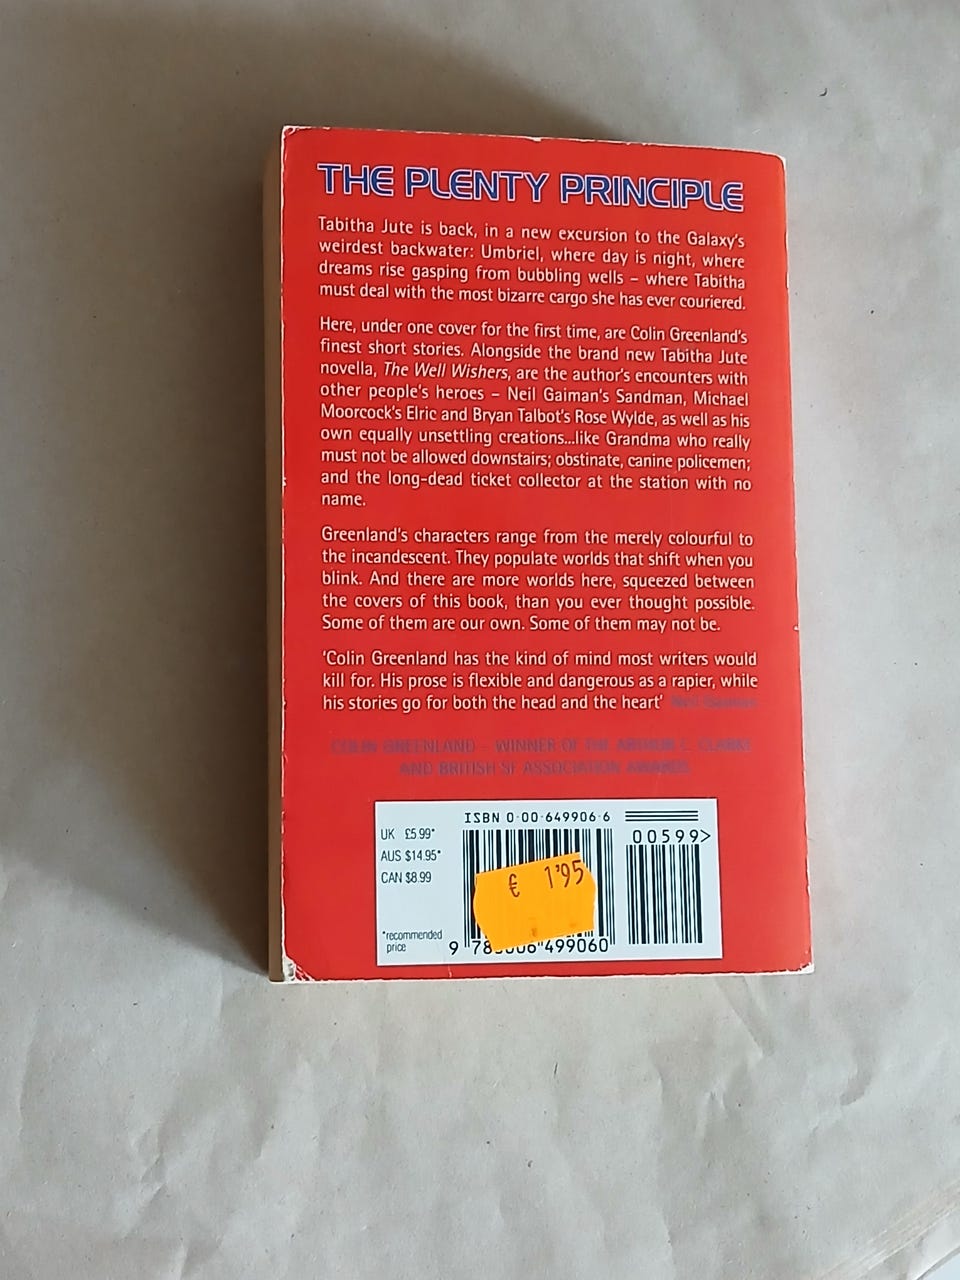 THE PLENTY PRINCIPLE
Tabitha Jute is back, in a new excursion to the Galaxy's
weirdest backwater: Umbriel, where day is night, where
dreams rise gasping from bubbling wells – where Tabitha
must deal with the most bizarre cargo she has ever couriered.
Here, under one cover for the first time, are Colin Greenland's
finest short stories. Alongside the brand new Tabitha Jute
novella, The Well Wishers, are the author's encounters with
other people's heroes – Neil Gaiman's Sandman, Michael
Moorcock's Elric and Bryan Talbot's Rose Wylde, as well as his
own equally unsettling creations...like Grandma who really
must not be allowed downstairs; obstinate, canine policemen;
and the long-dead ticket collector at the station with no
name.
Greenland's characters range from the merely colourful to
the incandescent. They populate worlds that shift when you
blink. And there are more worlds here, squeezed between
the covers of this book, than you ever thought possible.
Some of them are our own. Some of them may not be.
'Colin Greenland has the kind of mind most writers would
kill for. His prose is flexible and dangerous as a rapier, while
his stories go for both the head and the heart' Neil Gaiman
COLIN GREENLAND – WINNER OF THE ARTHUR C. CLARKE
AND BRITISH SF ASSOCIATION AWARDS
ISBN 0-00-649906-6
UK £5.99*
AUS $14.95*
CAN $8.99
*recommended
price
00599>
€ 1'95
9 780006 499060